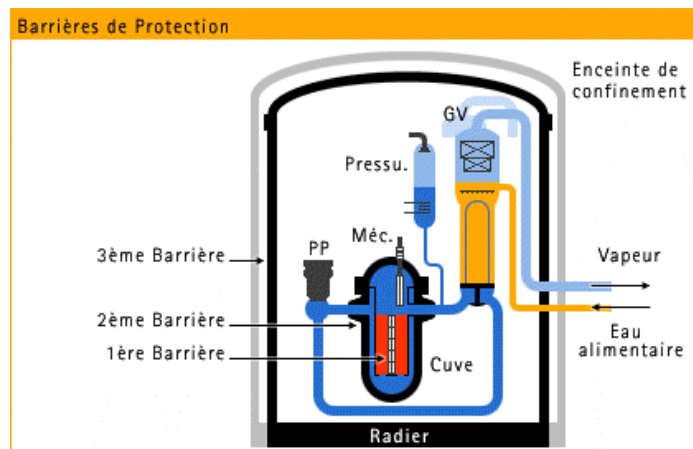 Barrières de Protection
Enceinte de
confinement
GV
Pressu.
Méc.
3ème Barrière
PP
Vapeur
2ème Barrière
Eau
alimentaire
1ère Barrière
Cuve
Radier